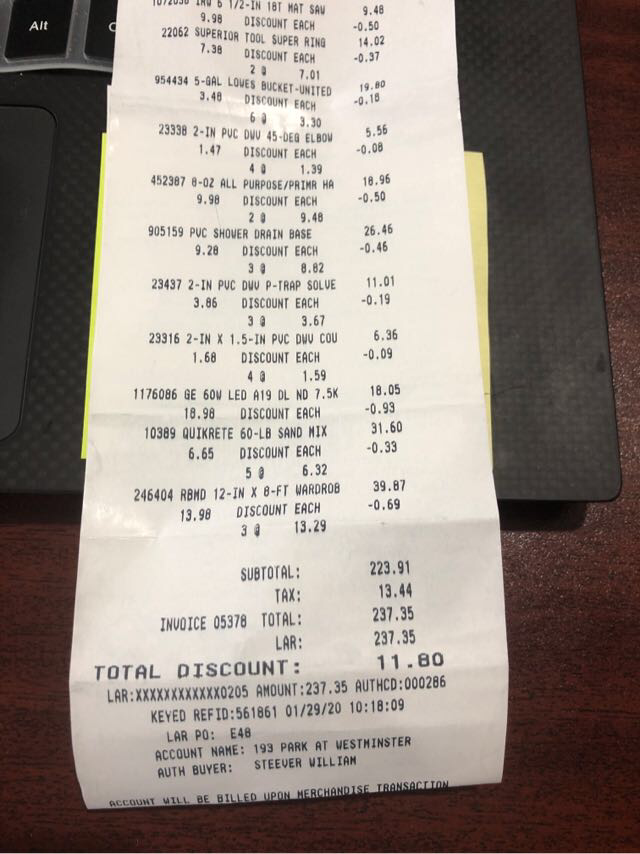 Alt
1072056 IRW 6 1/2-IN 18T MAT SAW 9.48
9.98 DISCOUNT EACH -0.50
22062 SUPERIOR TOOL SUPER RING 14.02
7.38 DISCOUNT EACH -0.37
2 @ 7.01
954434 5-GAL LOWES BUCKET-UNITED 19.80
3.48 DISCOUNT EACH -0.18
6 @ 3.30
23338 2-IN PVC DWV 45-DEG ELBOW 5.56
1.47 DISCOUNT EACH -0.08
4 @ 1.39
452387 8-OZ ALL PURPOSE/PRIMR HA 18.96
9.98 DISCOUNT EACH -0.50
2 @ 9.48
905159 PVC SHOWER DRAIN BASE 26.46
9.28 DISCOUNT EACH -0.46
3 @ 8.82
23437 2-IN PVC DWV P-TRAP SOLVE 11.01
3.86 DISCOUNT EACH -0.19
3 @ 3.67
23316 2-IN X 1.5-IN PVC DWV COU 6.36
1.68 DISCOUNT EACH -0.09
4 @ 1.59
1176086 GE 60W LED A19 DL ND 7.5K 18.05
18.98 DISCOUNT EACH -0.93
10389 QUIKRETE 60-LB SAND MIX 31.60
6.65 DISCOUNT EACH -0.33
5 @ 6.32
246404 RBMD 12-IN X 8-FT WARDROB 39.87
13.98 DISCOUNT EACH -0.69
3 @ 13.29
SUBTOTAL: 223.91
TAX: 13.44
INVOICE 05378 TOTAL: 237.35
LAR: 237.35
TOTAL DISCOUNT: 11.80
LAR:XXXXXXXXXXXX0205 AMOUNT:237.35 AUTHCD:000286
KEYED REFID:561861 01/29/20 10:18:09
LAR PO: E48
ACCOUNT NAME: 193 PARK AT WESTMINSTER
AUTH BUYER: STEEVER WILLIAM
ACCOUNT WILL BE BILLED UPON MERCHANDISE TRANSACTION